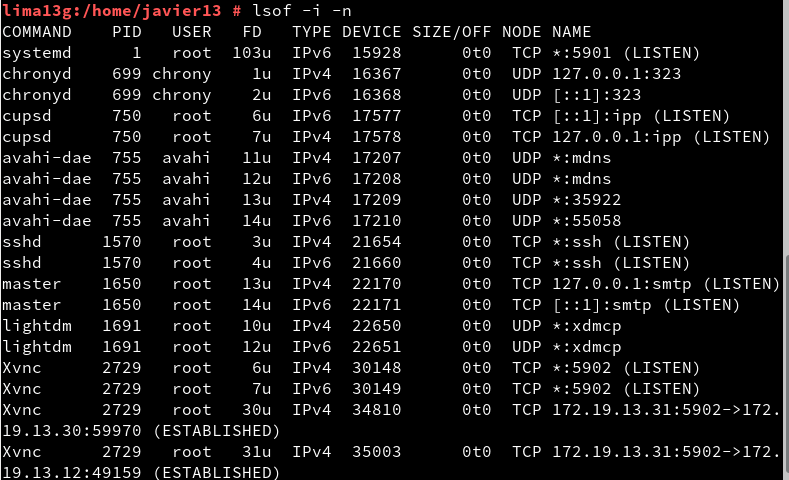 lima13g:/home/javier13 # lsof -i -n
COMMAND    PID   USER   FD   TYPE DEVICE SIZE/OFF NODE NAME
systemd      1   root  103u  IPv6  15928      0t0  TCP *:5901 (LISTEN)
chronyd    699 chrony    1u  IPv4  16367      0t0  UDP 127.0.0.1:323
chronyd    699 chrony    2u  IPv6  16368      0t0  UDP [::1]:323
cupsd      750   root    6u  IPv6  17577      0t0  TCP [::1]:ipp (LISTEN)
cupsd      750   root    7u  IPv4  17578      0t0  TCP 127.0.0.1:ipp (LISTEN)
avahi-dae  755  avahi   11u  IPv4  17207      0t0  UDP *:mdns
avahi-dae  755  avahi   12u  IPv6  17208      0t0  UDP *:mdns
avahi-dae  755  avahi   13u  IPv4  17209      0t0  UDP *:35922
avahi-dae  755  avahi   14u  IPv6  17210      0t0  UDP *:55058
sshd      1570   root    3u  IPv4  21654      0t0  TCP *:ssh (LISTEN)
sshd      1570   root    4u  IPv6  21660      0t0  TCP *:ssh (LISTEN)
master    1650   root   13u  IPv4  22170      0t0  TCP 127.0.0.1:smtp (LISTEN)
master    1650   root   14u  IPv6  22171      0t0  TCP [::1]:smtp (LISTEN)
lightdm   1691   root   10u  IPv4  22650      0t0  UDP *:xdmcp
lightdm   1691   root   12u  IPv6  22651      0t0  UDP *:xdmcp
Xvnc      2729   root    6u  IPv4  30148      0t0  TCP *:5902 (LISTEN)
Xvnc      2729   root    7u  IPv6  30149      0t0  TCP *:5902 (LISTEN)
Xvnc      2729   root   30u  IPv4  34810      0t0  TCP 172.19.13.31:5902->172.
19.13.30:59970 (ESTABLISHED)
Xvnc      2729   root   31u  IPv4  35003      0t0  TCP 172.19.13.31:5902->172.
19.13.12:49159 (ESTABLISHED)